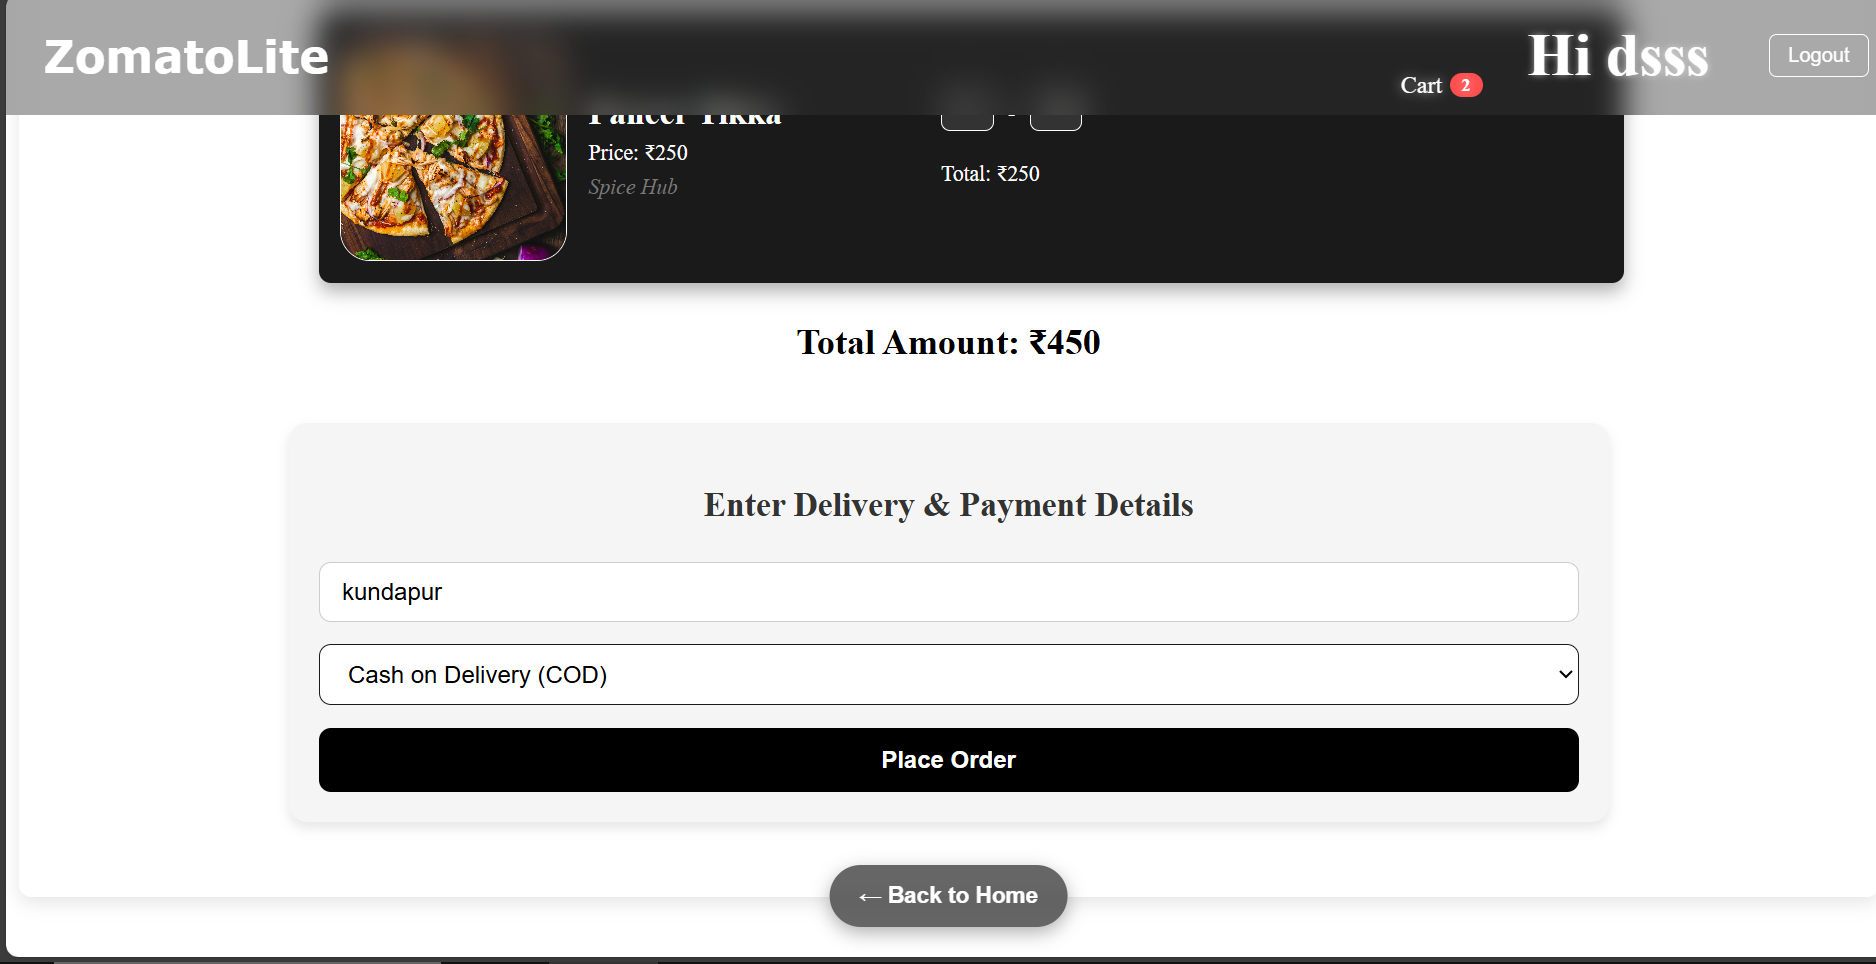 ZomatoLite
Hi dsss
Logout
Cart 2
Paneer Tikka
Price: ₹250
Spice Hub
Total: ₹250
Total Amount: ₹450
Enter Delivery & Payment Details
kundapur
Cash on Delivery (COD)
Place Order
← Back to Home